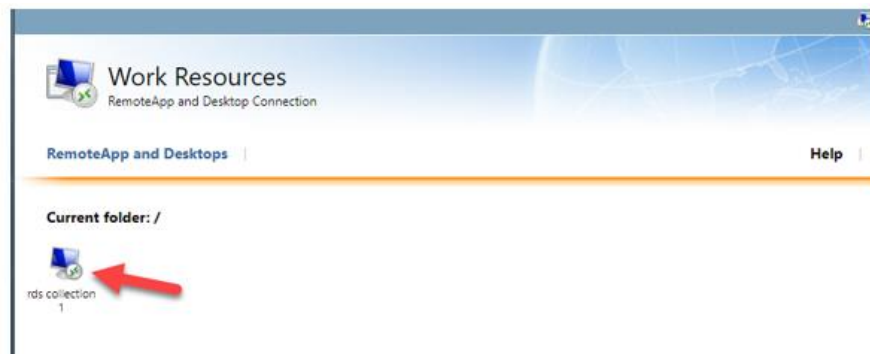 Work Resources
RemoteApp and Desktop Connection
RemoteApp and Desktops
Help
Current folder: /
rds collection
1